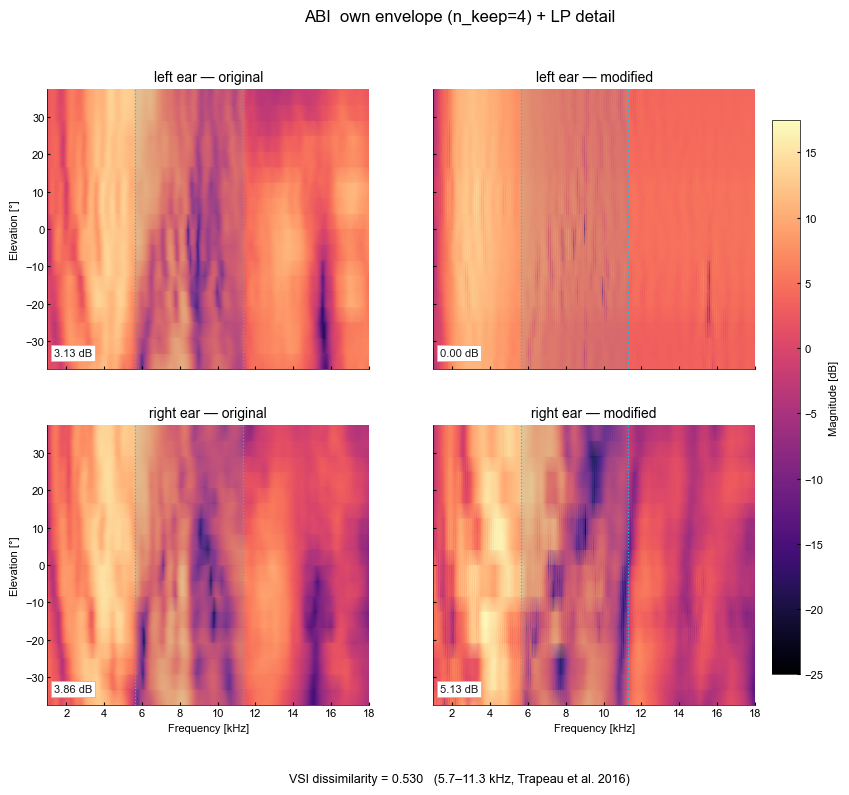 ABI  own envelope (n_keep=4) + LP detail
left ear — original
left ear — modified
Elevation [°]
30
20
10
0
−10
−20
−30
3.13 dB
0.00 dB
15
10
5
0
−5
−10
−15
−20
−25
Magnitude [dB]
right ear — original
right ear — modified
Elevation [°]
30
20
10
0
−10
−20
−30
3.86 dB
5.13 dB
2 4 6 8 10 12 14 16 18
Frequency [kHz]
2 4 6 8 10 12 14 16 18
Frequency [kHz]
VSI dissimilarity = 0.530   (5.7–11.3 kHz, Trapeau et al. 2016)